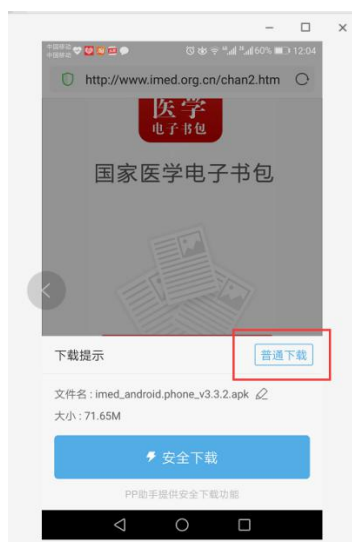 中国移动
中国移动
60% 12:04
http://www.imed.org.cn/chan2.htm
医学
电子书包
国家医学电子书包
下载提示
普通下载
文件名 : imed_android.phone_v3.3.2.apk
大小 : 71.65M
安全下载
PP助手提供安全下载功能